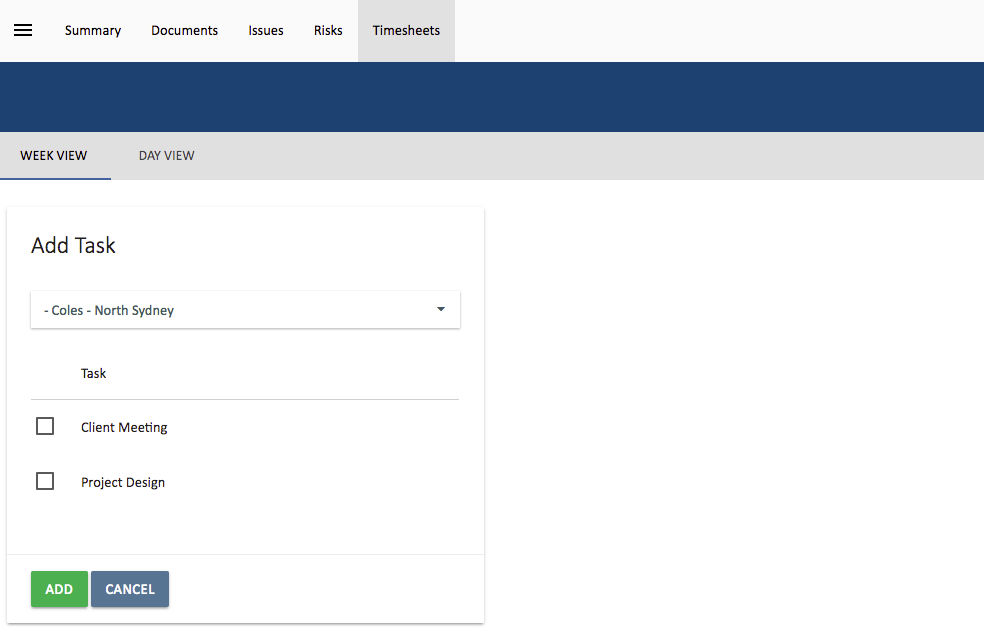 Summary Documents Issues Risks Timesheets
WEEK VIEW DAY VIEW
Add Task
- Coles - North Sydney
Task
Client Meeting
Project Design
ADD CANCEL